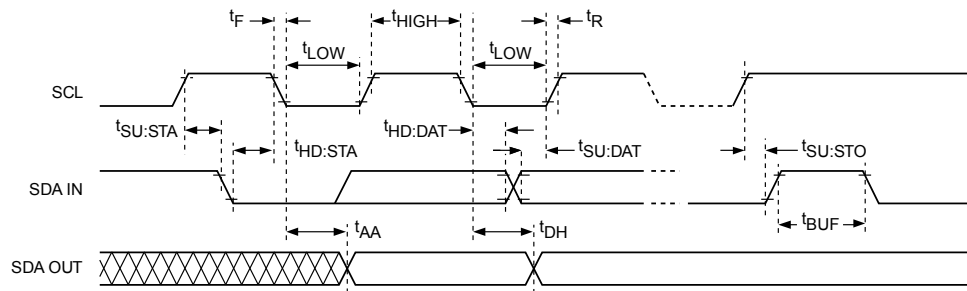 tF tHIGH tR
tLOW tLOW
SCL
tSU:STA tHD:DAT
tHD:STA tSU:DAT tSU:STO
SDA IN
tAA tDH tBUF
SDA OUT